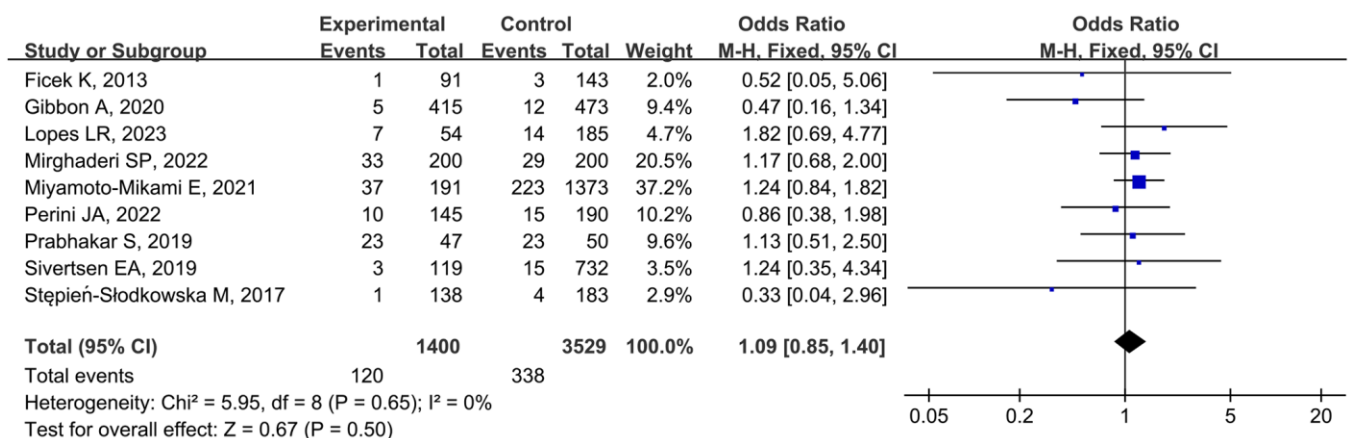 Experimental Control Odds Ratio Odds Ratio
Study or Subgroup Events Total Events Total Weight M-H, Fixed, 95% CI M-H, Fixed, 95% CI
Ficek K, 2013 1 91 3 143 2.0% 0.52 [0.05, 5.06]
Gibbon A, 2020 5 415 12 473 9.4% 0.47 [0.16, 1.34]
Lopes LR, 2023 7 54 14 185 4.7% 1.82 [0.69, 4.77]
Mirghaderi SP, 2022 33 200 29 200 20.5% 1.17 [0.68, 2.00]
Miyamoto-Mikami E, 2021 37 191 223 1373 37.2% 1.24 [0.84, 1.82]
Perini JA, 2022 10 145 15 190 10.2% 0.86 [0.38, 1.98]
Prabhakar S, 2019 23 47 23 50 9.6% 1.13 [0.51, 2.50]
Sivertsen EA, 2019 3 119 15 732 3.5% 1.24 [0.35, 4.34]
Stępień-Słodkowska M, 2017 1 138 4 183 2.9% 0.33 [0.04, 2.96]
Total (95% CI) 1400 3529 100.0% 1.09 [0.85, 1.40]
Total events 120 338
Heterogeneity: Chi² = 5.95, df = 8 (P = 0.65); I² = 0%
Test for overall effect: Z = 0.67 (P = 0.50)
0.05 0.2 1 5 20